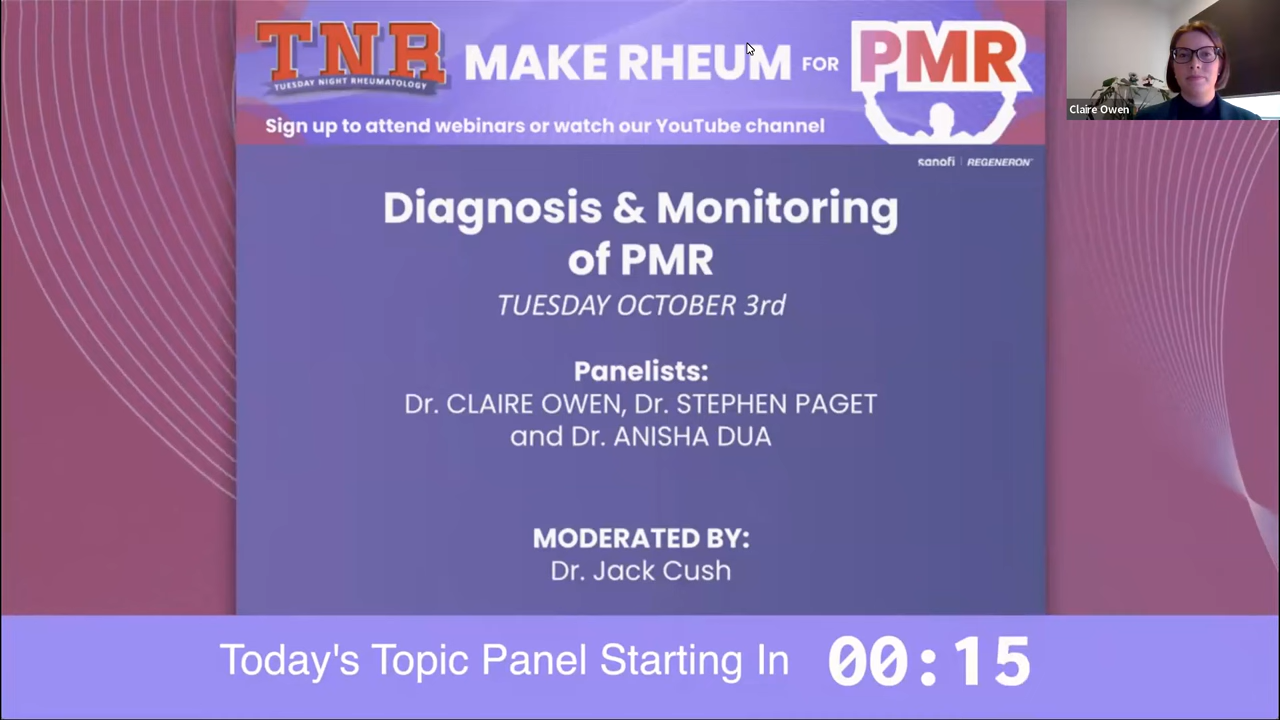 TNR
TUESDAY NIGHT RHEUMATOLOGY
MAKE RHEUM FOR PMR
Sign up to attend webinars or watch our YouTube channel
Claire Owen
sanofi | REGENERON
Diagnosis & Monitoring
of PMR
TUESDAY OCTOBER 3rd
Panelists:
Dr. CLAIRE OWEN, Dr. STEPHEN PAGET
and Dr. ANISHA DUA
MODERATED BY:
Dr. Jack Cush
Today's Topic Panel Starting In 00:15